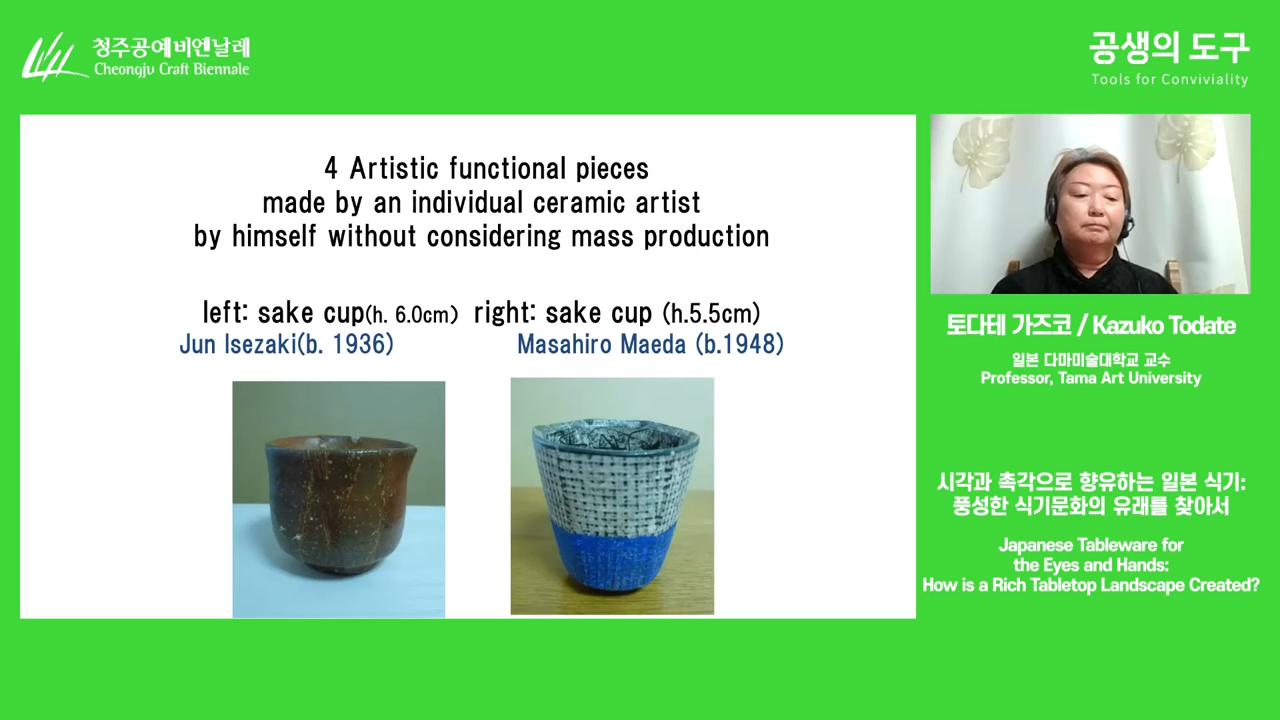 청주공예비엔날레
Cheongju Craft Biennale
공생의 도구
Tools for Conviviality
4 Artistic functional pieces
made by an individual ceramic artist
by himself without considering mass production
left: sake cup(h. 6.0cm) right: sake cup (h.5.5cm)
Jun Isezaki(b. 1936) Masahiro Maeda (b.1948)
토다테 가즈코 / Kazuko Todate
일본 다마미술대학교 교수
Professor, Tama Art University
시각과 촉각으로 향유하는 일본 식기:
풍성한 식기문화의 유래를 찾아서
Japanese Tableware for
the Eyes and Hands:
How is a Rich Tabletop Landscape Created?